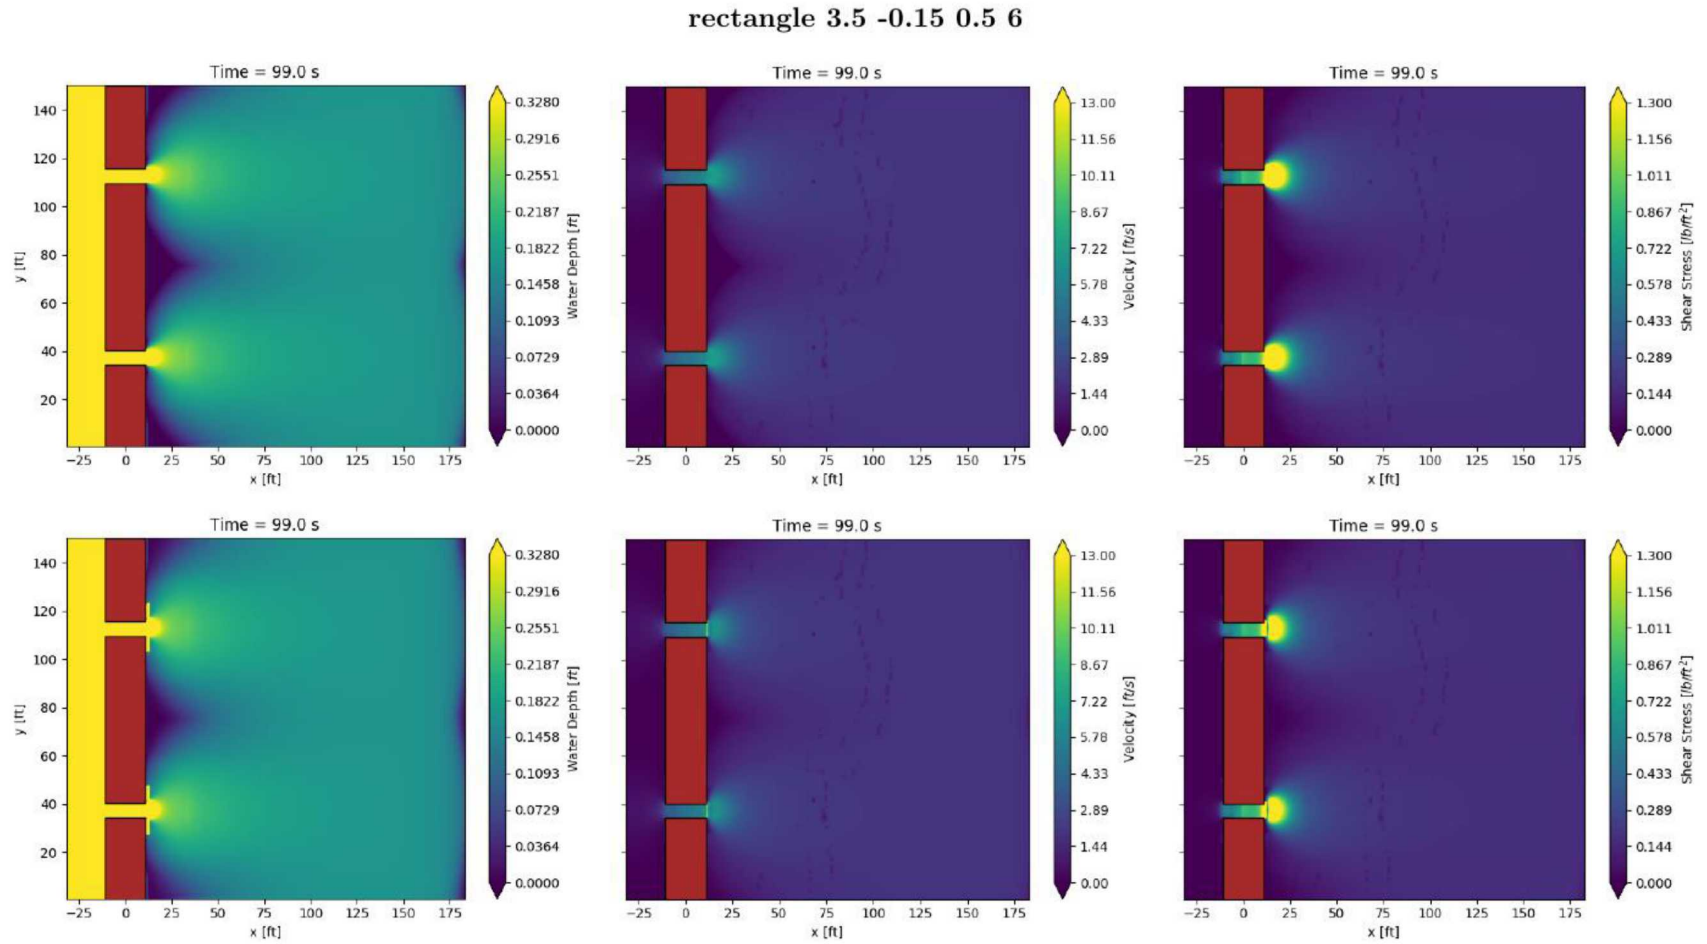 rectangle 3.5 -0.15 0.5 6
Time = 99.0 s
Time = 99.0 s
Time = 99.0 s
140
120
100
80
60
40
20
y [ft]
−25 0 25 50 75 100 125 150 175
x [ft]
0.3280
0.2916
0.2551
0.2187
0.1822
0.1458
0.1093
0.0729
0.0364
0.0000
Water Depth [ft]
−25 0 25 50 75 100 125 150 175
x [ft]
13.00
11.56
10.11
8.67
7.22
5.78
4.33
2.89
1.44
0.00
Velocity [ft/s]
−25 0 25 50 75 100 125 150 175
x [ft]
1.300
1.156
1.011
0.867
0.722
0.578
0.433
0.289
0.144
0.000
Shear Stress [lb/ft²]
Time = 99.0 s
Time = 99.0 s
Time = 99.0 s
140
120
100
80
60
40
20
y [ft]
−25 0 25 50 75 100 125 150 175
x [ft]
0.3280
0.2916
0.2551
0.2187
0.1822
0.1458
0.1093
0.0729
0.0364
0.0000
Water Depth [ft]
−25 0 25 50 75 100 125 150 175
x [ft]
13.00
11.56
10.11
8.67
7.22
5.78
4.33
2.89
1.44
0.00
Velocity [ft/s]
−25 0 25 50 75 100 125 150 175
x [ft]
1.300
1.156
1.011
0.867
0.722
0.578
0.433
0.289
0.144
0.000
Shear Stress [lb/ft²]